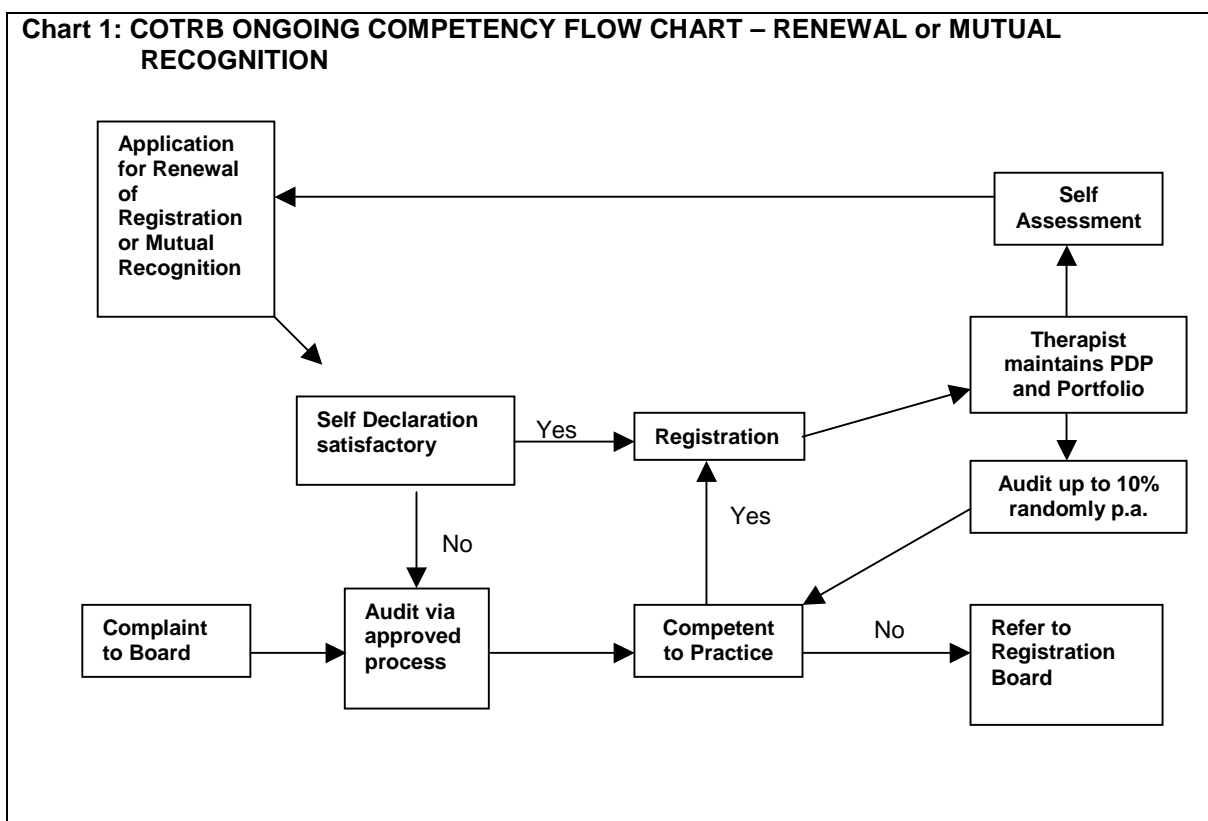 Chart 1: COTRB ONGOING COMPETENCY FLOW CHART – RENEWAL or MUTUAL
RECOGNITION
Application
for Renewal
of
Registration
or Mutual
Recognition
Self
Assessment
Therapist
maintains PDP
and Portfolio
Self Declaration
satisfactory
Yes
Registration
Audit up to 10%
randomly p.a.
Yes
No
Complaint
to Board
Audit via
approved
process
Competent
to Practice
No
Refer to
Registration
Board